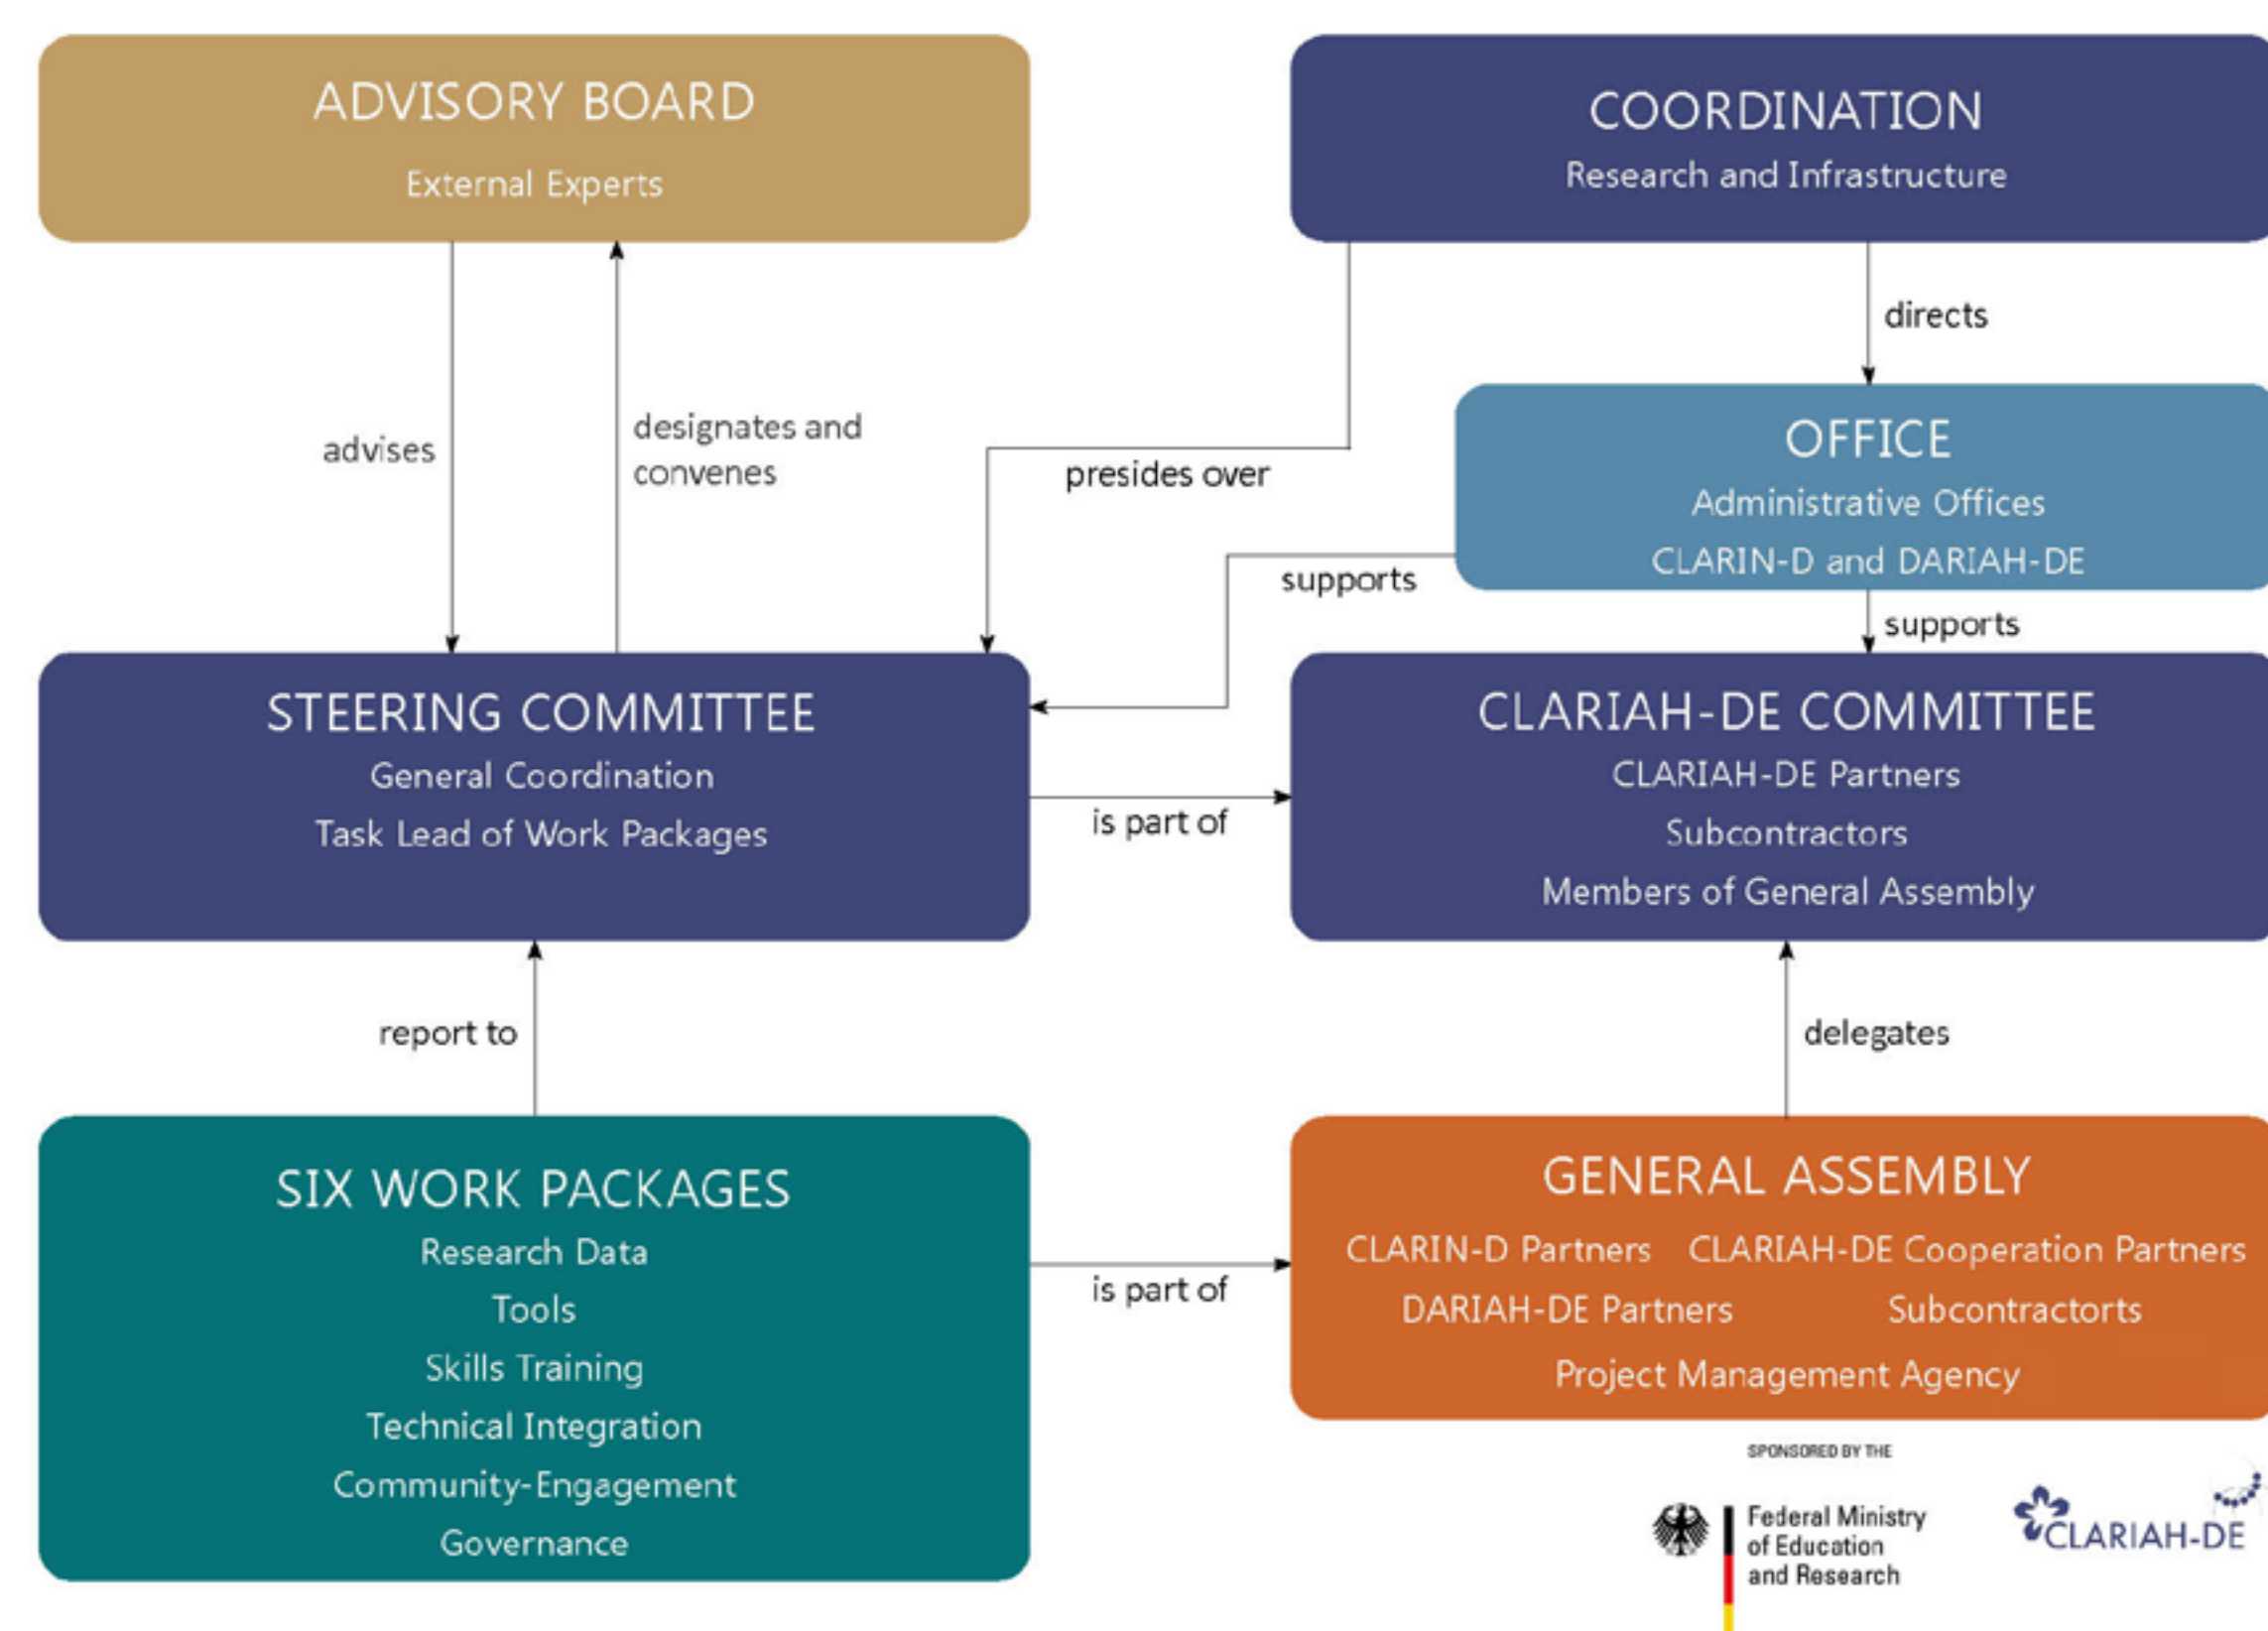 ADVISORY BOARD
External Experts
COORDINATION
Research and Infrastructure
directs
advises
designates and
convenes
presides over
OFFICE
Administrative Offices
CLARIN-D and DARIAH-DE
supports
supports
STEERING COMMITTEE
General Coordination
Task Lead of Work Packages
is part of
CLARIAH-DE COMMITTEE
CLARIAH-DE Partners
Subcontractors
Members of General Assembly
report to
delegates
SIX WORK PACKAGES
Research Data
Tools
Skills Training
Technical Integration
Community-Engagement
Governance
is part of
GENERAL ASSEMBLY
CLARIN-D Partners CLARIAH-DE Cooperation Partners
DARIAH-DE Partners Subcontractorts
Project Management Agency
SPONSORED BY THE
Federal Ministry
of Education
and Research
CLARIAH-DE